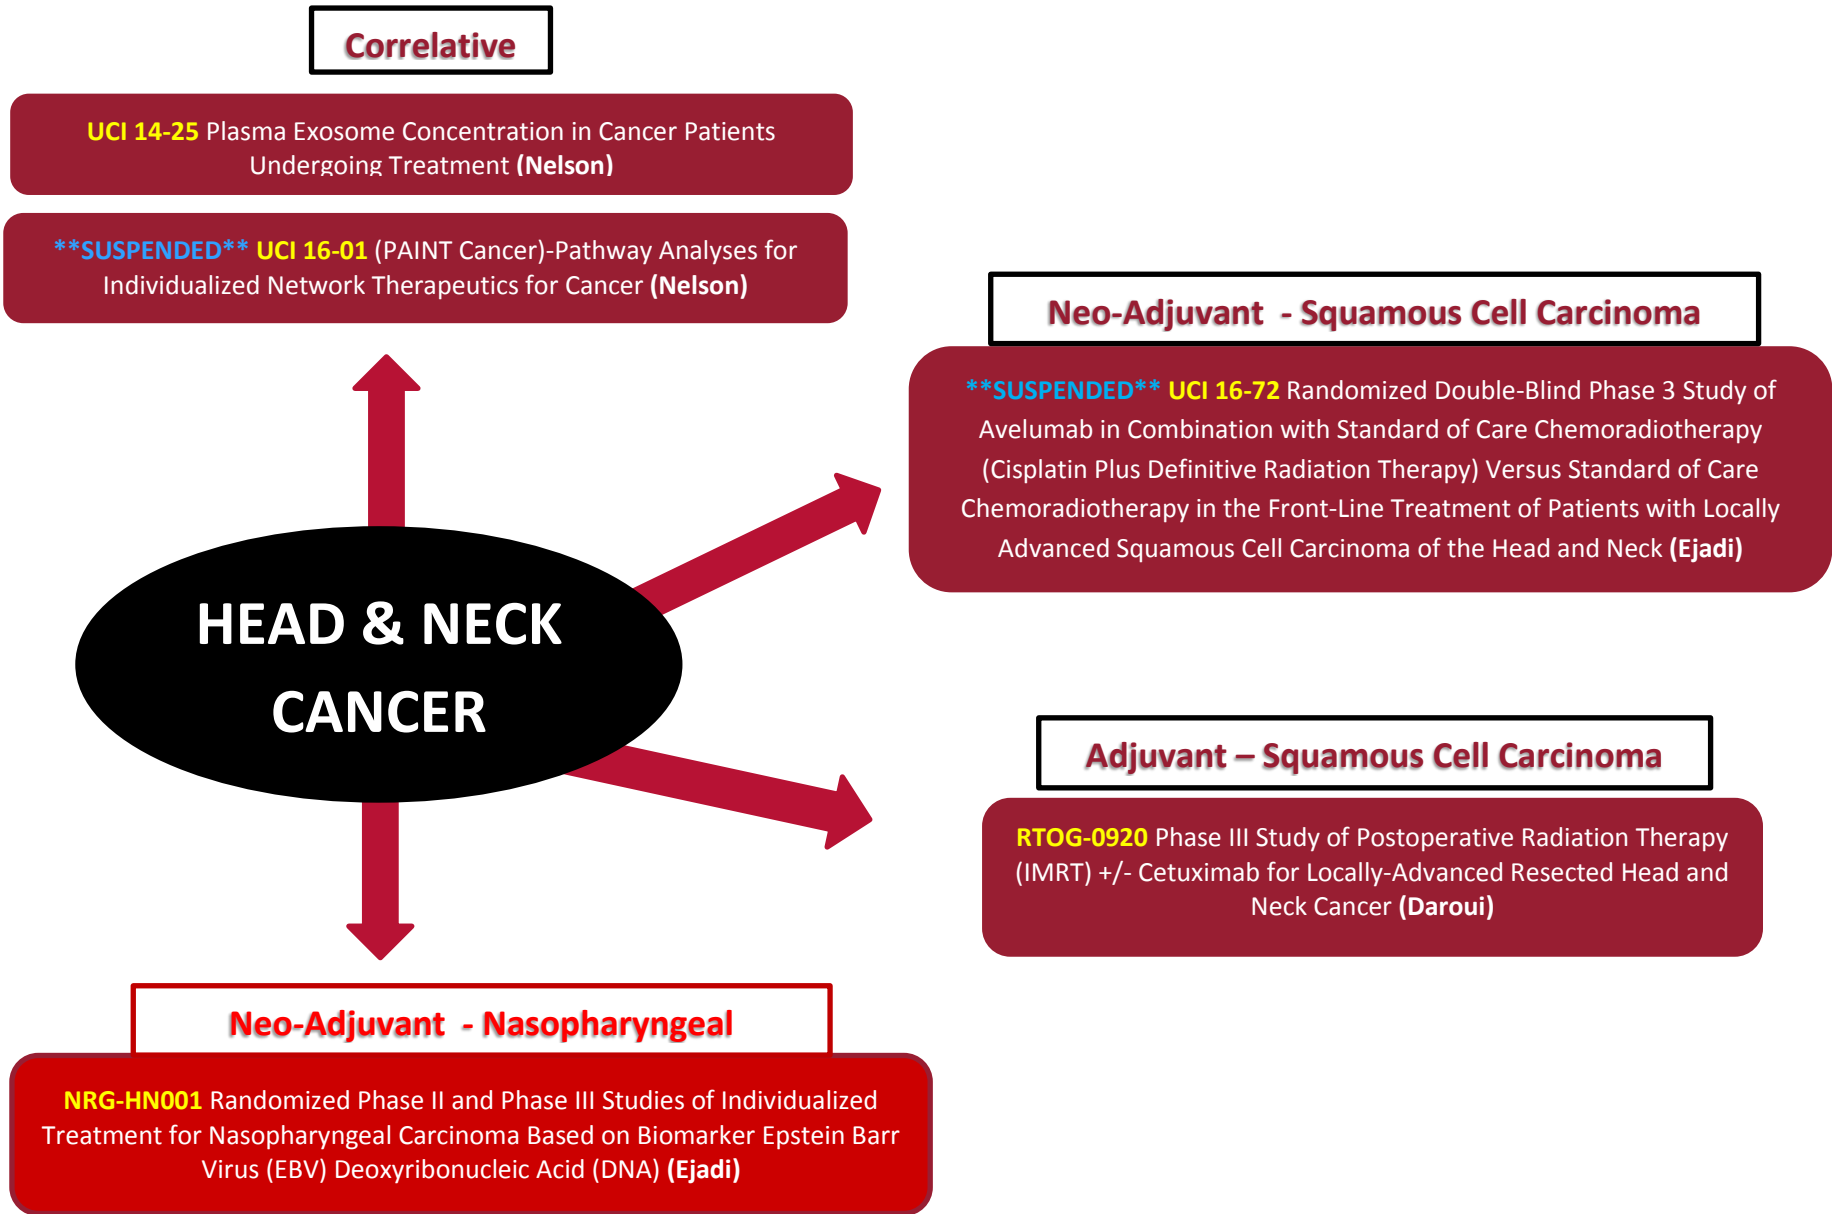 Correlative
UCI 14-25 Plasma Exosome Concentration in Cancer Patients
Undergoing Treatment (Nelson)
**SUSPENDED** UCI 16-01 (PAINT Cancer)-Pathway Analyses for
Individualized Network Therapeutics for Cancer (Nelson)
Neo-Adjuvant - Squamous Cell Carcinoma
**SUSPENDED** UCI 16-72 Randomized Double-Blind Phase 3 Study of
Avelumab in Combination with Standard of Care Chemoradiotherapy
(Cisplatin Plus Definitive Radiation Therapy) Versus Standard of Care
Chemoradiotherapy in the Front-Line Treatment of Patients with Locally
Advanced Squamous Cell Carcinoma of the Head and Neck (Ejadi)
HEAD & NECK
CANCER
Adjuvant – Squamous Cell Carcinoma
RTOG-0920 Phase III Study of Postoperative Radiation Therapy
(IMRT) +/- Cetuximab for Locally-Advanced Resected Head and
Neck Cancer (Daroui)
Neo-Adjuvant - Nasopharyngeal
NRG-HN001 Randomized Phase II and Phase III Studies of Individualized
Treatment for Nasopharyngeal Carcinoma Based on Biomarker Epstein Barr
Virus (EBV) Deoxyribonucleic Acid (DNA) (Ejadi)